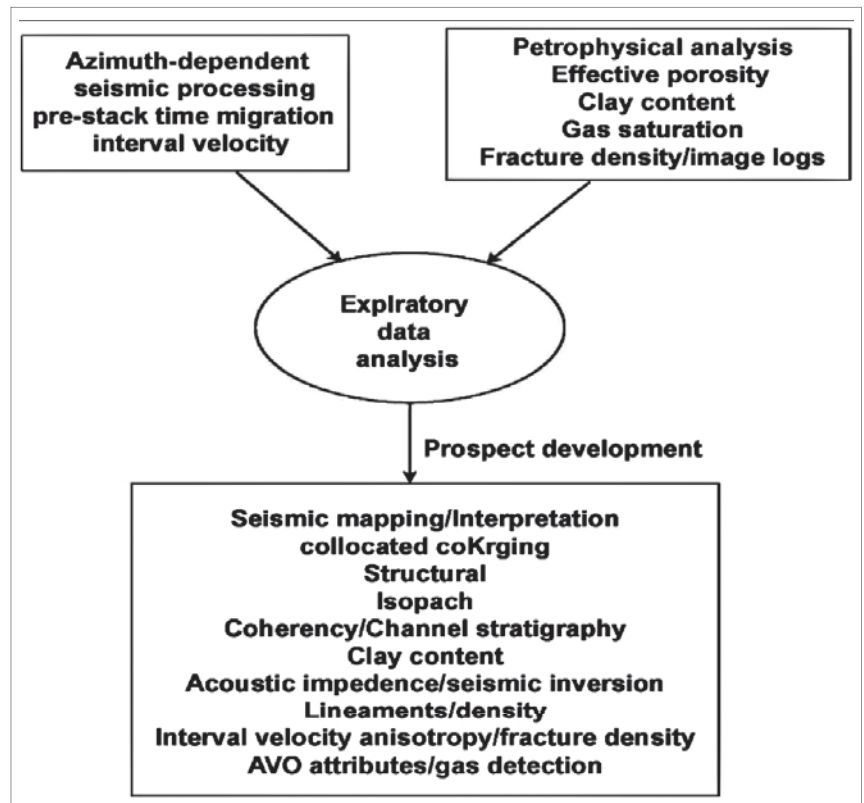 Azimuth-dependent
seismic processing
pre-stack time migration
interval velocity
Petrophysical analysis
Effective porosity
Clay content
Gas saturation
Fracture density/image logs
Explratory
data
analysis
Prospect development
Seismic mapping/Interpretation
collocated coKrging
Structural
Isopach
Coherency/Channel stratigraphy
Clay content
Acoustic impedence/seismic inversion
Lineaments/density
Interval velocity anisotropy/fracture density
AVO attributes/gas detection